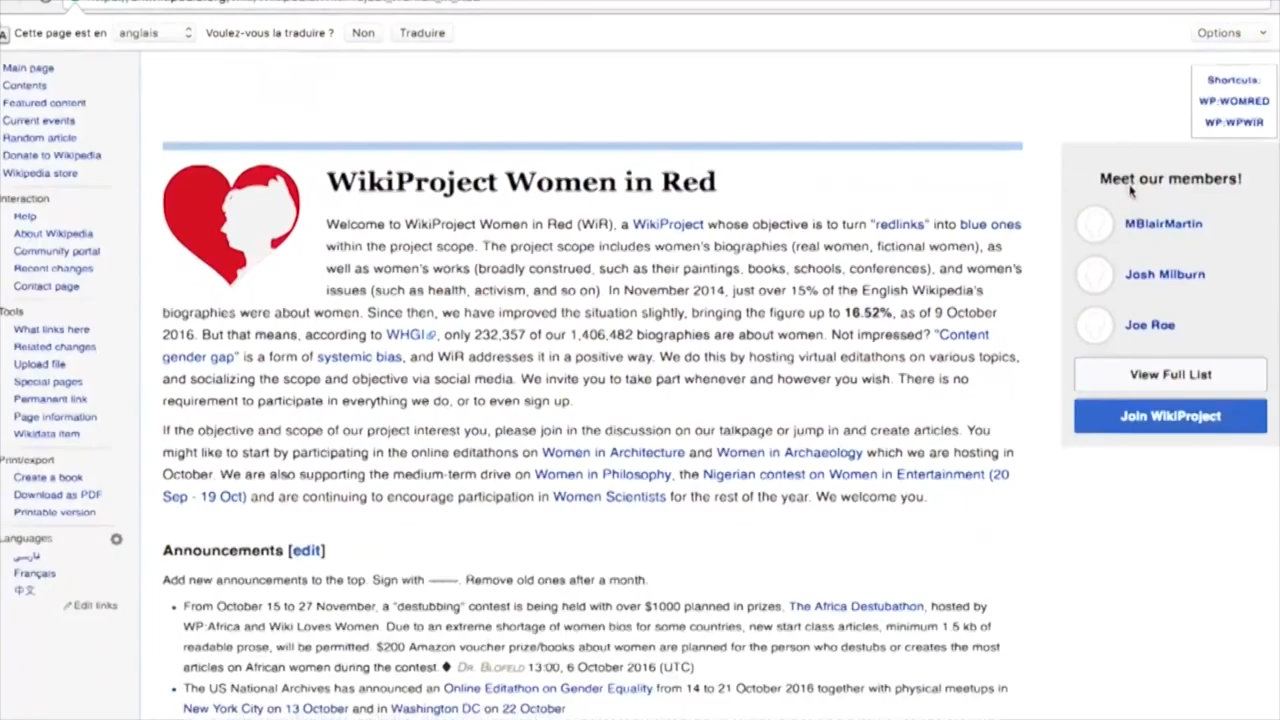 Cette page est en anglais Voulez-vous la traduire ? Non Traduire Options
Main page
Contents
Featured content
Current events
Random article
Donate to Wikipedia
Wikipedia store
Interaction
Help
About Wikipedia
Community portal
Recent changes
Contact page
Tools
What links here
Related changes
Upload file
Special pages
Permanent link
Page information
Wikidata item
Print/export
Create a book
Download as PDF
Printable version
Languages
فارسی
Français
中文
Edit links
WikiProject Women in Red
Welcome to WikiProject Women in Red (WiR), a WikiProject whose objective is to turn "redlinks" into blue ones
within the project scope. The project scope includes women's biographies (real women, fictional women), as
well as women's works (broadly construed, such as their paintings, books, schools, conferences), and women's
issues (such as health, activism, and so on) In November 2014, just over 15% of the English Wikipedia's
biographies were about women. Since then, we have improved the situation slightly, bringing the figure up to 16.52%, as of 9 October
2016. But that means, according to WHGI, only 232,357 of our 1,406,482 biographies are about women. Not impressed? "Content
gender gap" is a form of systemic bias, and WiR addresses it in a positive way. We do this by hosting virtual editathons on various topics,
and socializing the scope and objective via social media. We invite you to take part whenever and however you wish. There is no
requirement to participate in everything we do, or to even sign up.
If the objective and scope of our project interest you, please join in the discussion on our talkpage or jump in and create articles. You
might like to start by participating in the online editathons on Women in Architecture and Women in Archaeology which we are hosting in
October. We are also supporting the medium-term drive on Women in Philosophy, the Nigerian contest on Women in Entertainment (20
Sep - 19 Oct) and are continuing to encourage participation in Women Scientists for the rest of the year. We welcome you.
Announcements [edit]
Add new announcements to the top. Sign with ~~~~. Remove old ones after a month.
• From October 15 to 27 November, a "destubbing" contest is being held with over $1000 planned in prizes, The Africa Destubathon, hosted by
WP:Africa and Wiki Loves Women. Due to an extreme shortage of women bios for some countries, new start class articles, minimum 1.5 kb of
readable prose, will be permitted. $200 Amazon voucher prize/books about women are planned for the person who destubs or creates the most
articles on African women during the contest. ♦ Dr. Blofeld 13:00, 6 October 2016 (UTC)
• The US National Archives has announced an Online Editathon on Gender Equality from 14 to 21 October 2016 together with physical meetups in
New York City on 13 October and in Washington DC on 22 October
Shortcuts:
WP:WOMRED
WP:WPWIR
Meet our members!
MBlairMartin
Josh Milburn
Joe Roe
View Full List
Join WikiProject